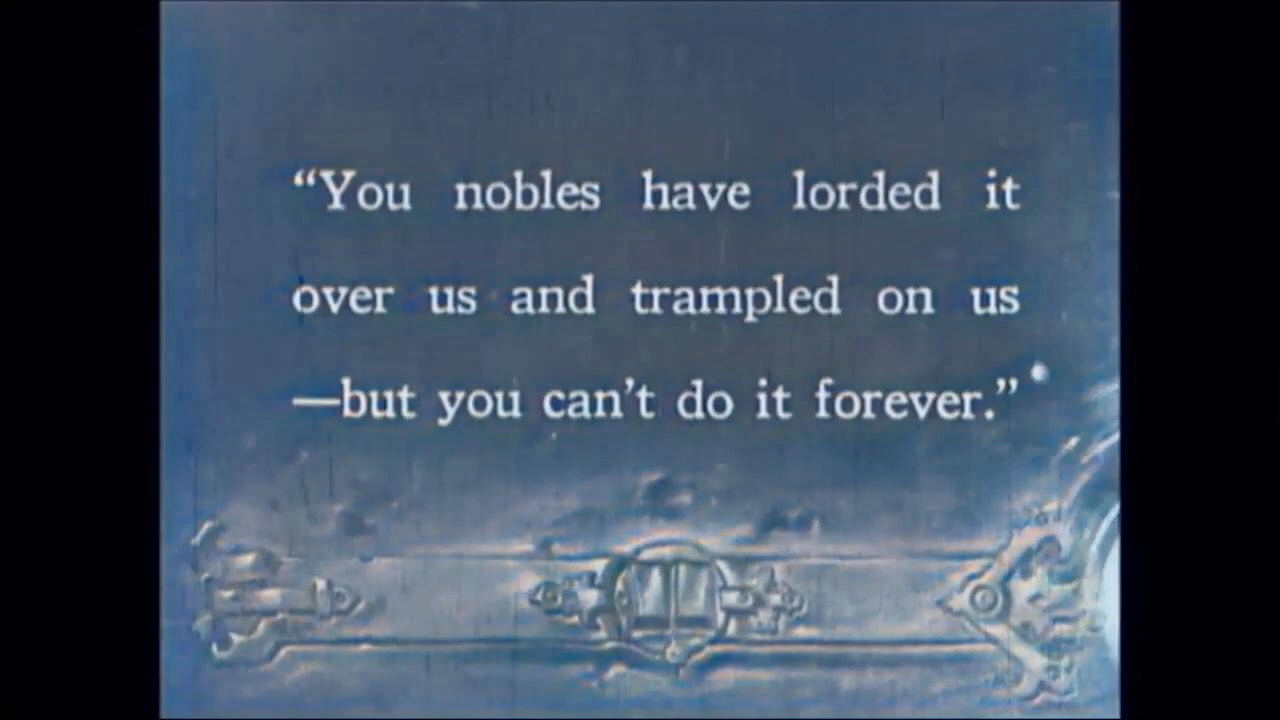 “You nobles have lorded it
over us and trampled on us
—but you can’t do it forever.”